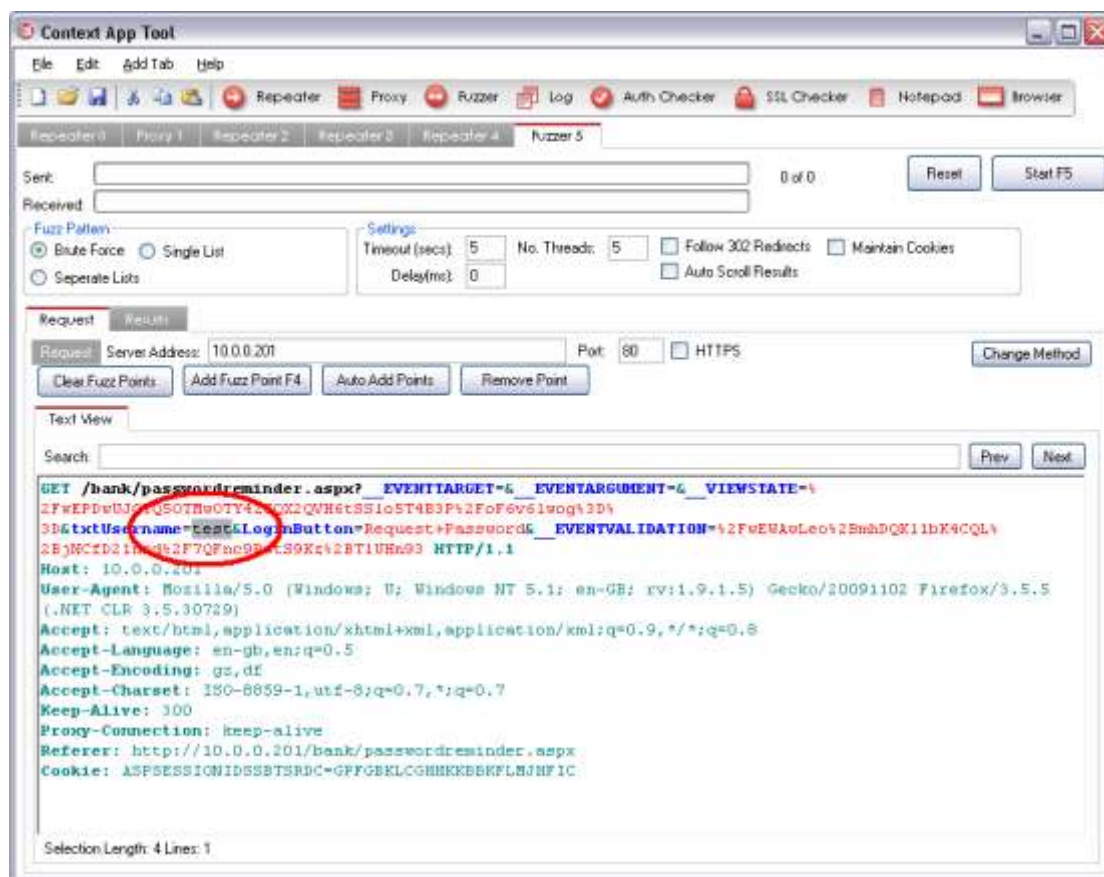 Context App Tool
File Edit Add Tab Help
Repeater Proxy Fuzzer Log Auth Checker SSL Checker Notepad Browser
Repeater 0 Proxy 1 Repeater 2 Repeater 3 Repeater 4 Fuzzer 5
Sent: 0 of 0 Reset Start F5
Received:
Fuzz Pattern Settings
Brute Force Single List Timeout (secs): 5 No. Threads: 5 Follow 302 Redirects Maintain Cookies
Seperate Lists Delay(ms): 0 Auto Scroll Results
Request Results
Request Server Address: 10.0.0.201 Port: 80 HTTPS Change Method
Clear Fuzz Points Add Fuzz Point F4 Auto Add Points Remove Point
Text View
Search: Prev Next
GET /bank/passwordreminder.aspx?__EVENTTARGET=&__EVENTARGUMENT=&__VIEWSTATE=%
3D&txtUsername=test&LoginButton=Request+Password&__EVENTVALIDATION=
HTTP/1.1
Host: 10.0.0.201
User-Agent: Mozilla/5.0 (Windows; U; Windows NT 5.1; en-GB; rv:1.9.1.5) Gecko/20091102 Firefox/3.5.5
(.NET CLR 3.5.30729)
Accept: text/html,application/xhtml+xml,application/xml;q=0.9,*/*;q=0.8
Accept-Language: en-gb,en;q=0.5
Accept-Encoding: gz,df
Accept-Charset: ISO-8859-1,utf-8;q=0.7,*;q=0.7
Keep-Alive: 300
Proxy-Connection: keep-alive
Referer: http://10.0.0.201/bank/passwordreminder.aspx
Cookie:
Selection Length: 4 Lines: 1